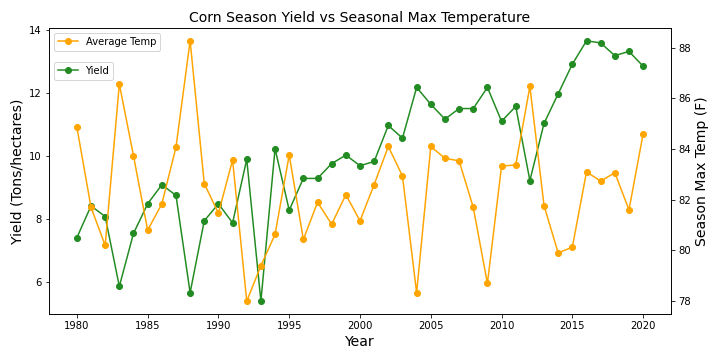 Corn Season Yield vs Seasonal Max Temperature
Average Temp
Yield
Yield (Tons/hectares)
14
12
10
8
6
Season Max Temp (F)
88
86
84
82
80
78
1980 1985 1990 1995 2000 2005 2010 2015 2020
Year